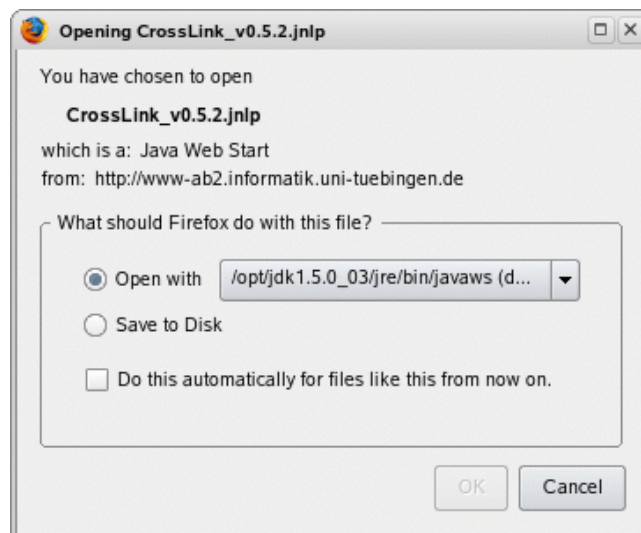 Opening CrossLink_v0.5.2.jnlp
You have chosen to open
CrossLink_v0.5.2.jnlp
which is a: Java Web Start
from: http://www-ab2.informatik.uni-tuebingen.de
What should Firefox do with this file?
Open with /opt/jdk1.5.0_03/jre/bin/javaws (d...
Save to Disk
Do this automatically for files like this from now on.
OK Cancel